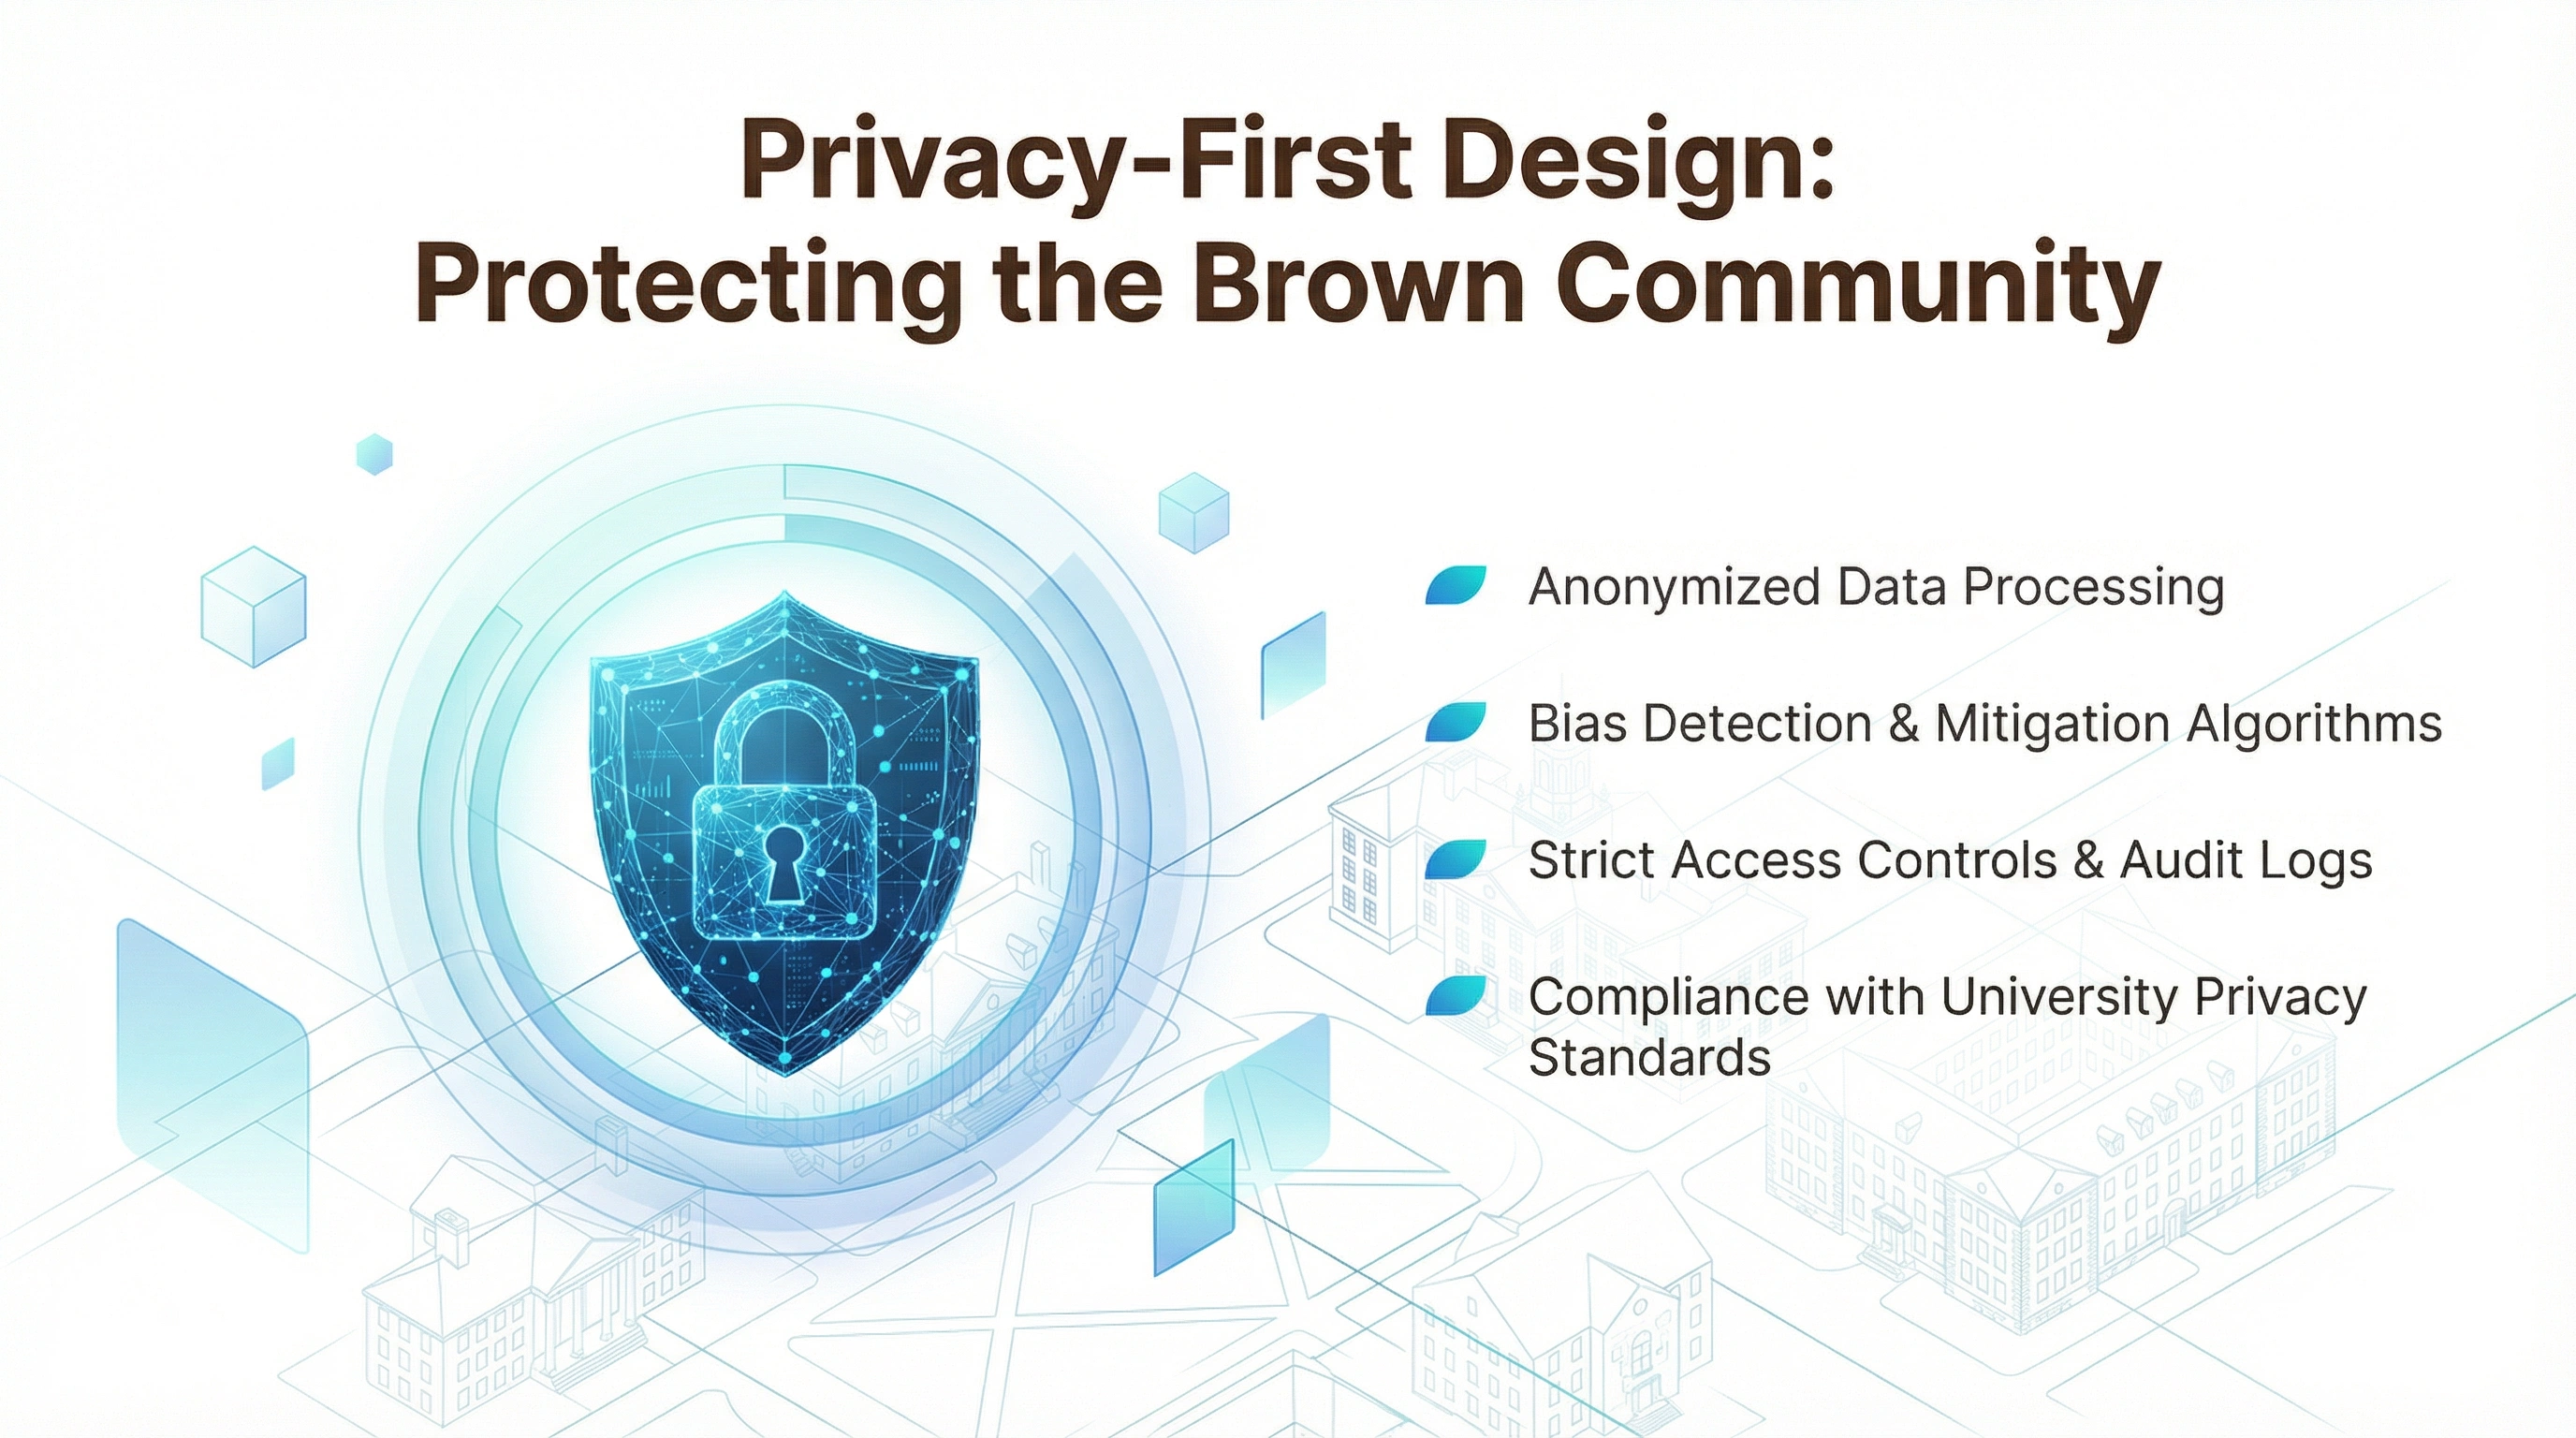 Privacy-First Design:
Protecting the Brown Community
Anonymized Data Processing
Bias Detection & Mitigation Algorithms
Strict Access Controls & Audit Logs
Compliance with University Privacy
Standards